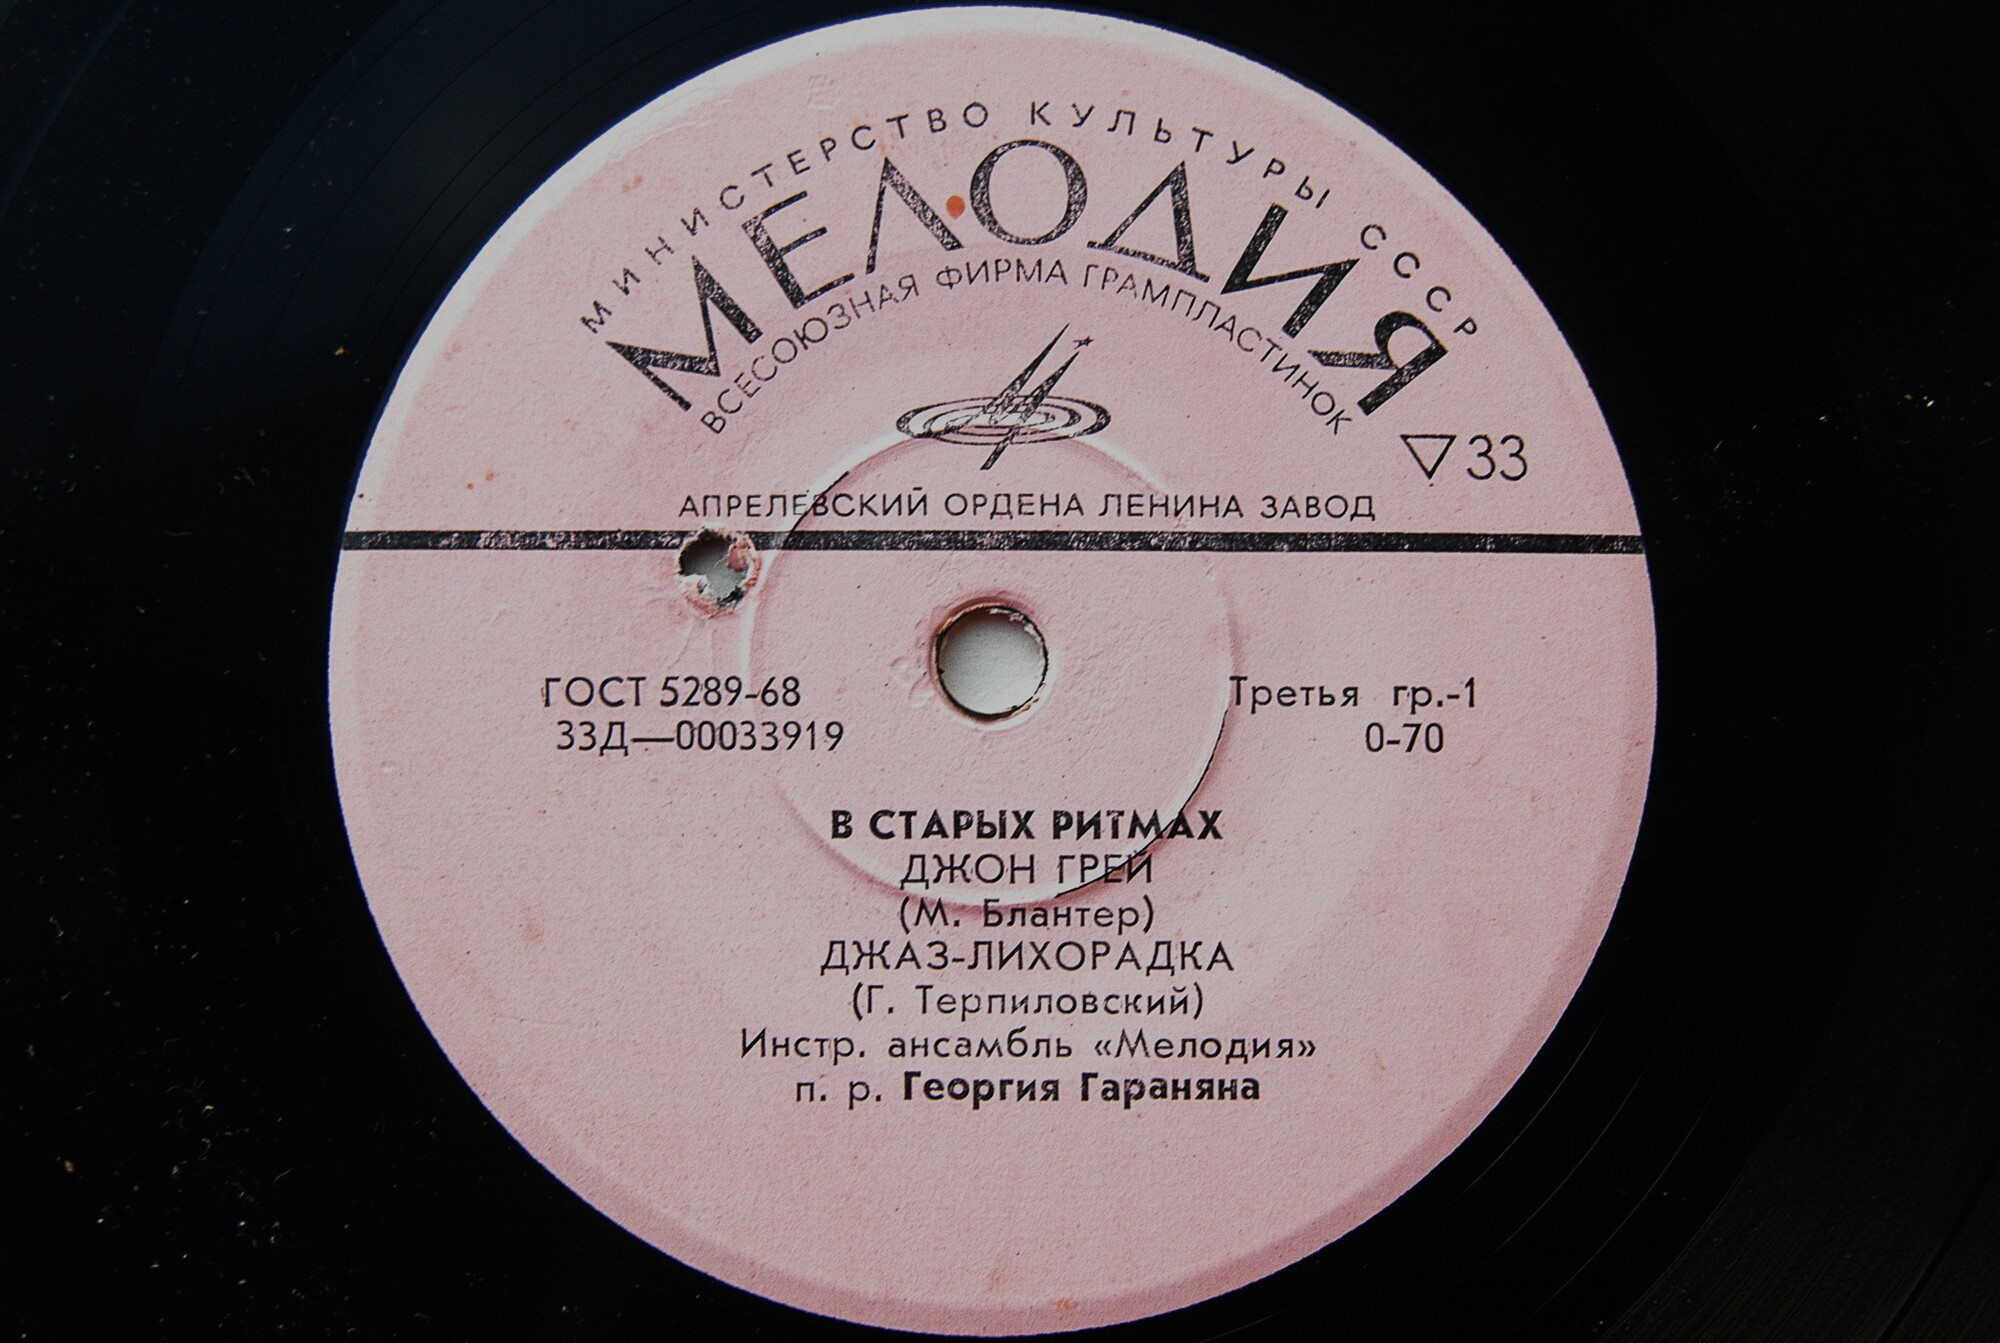 МИНИСТЕРСТВО КУЛЬТУРЫ СССР
МЕЛОДИЯ
ВСЕСОЮЗНАЯ ФИРМА ГРАМПЛАСТИНОК
33
АПРЕЛЕВСКИЙ ОРДЕНА ЛЕНИНА ЗАВОД
ГОСТ 5289-68
33Д—00033919
Третья гр.-1
0-70
В СТАРЫХ РИТМАХ
ДЖОН ГРЕЙ
(М. Блантер)
ДЖАЗ-ЛИХОРАДКА
(Г. Терпиловский)
Инстр. ансамбль «Мелодия»
п. р. Георгия Гараняна